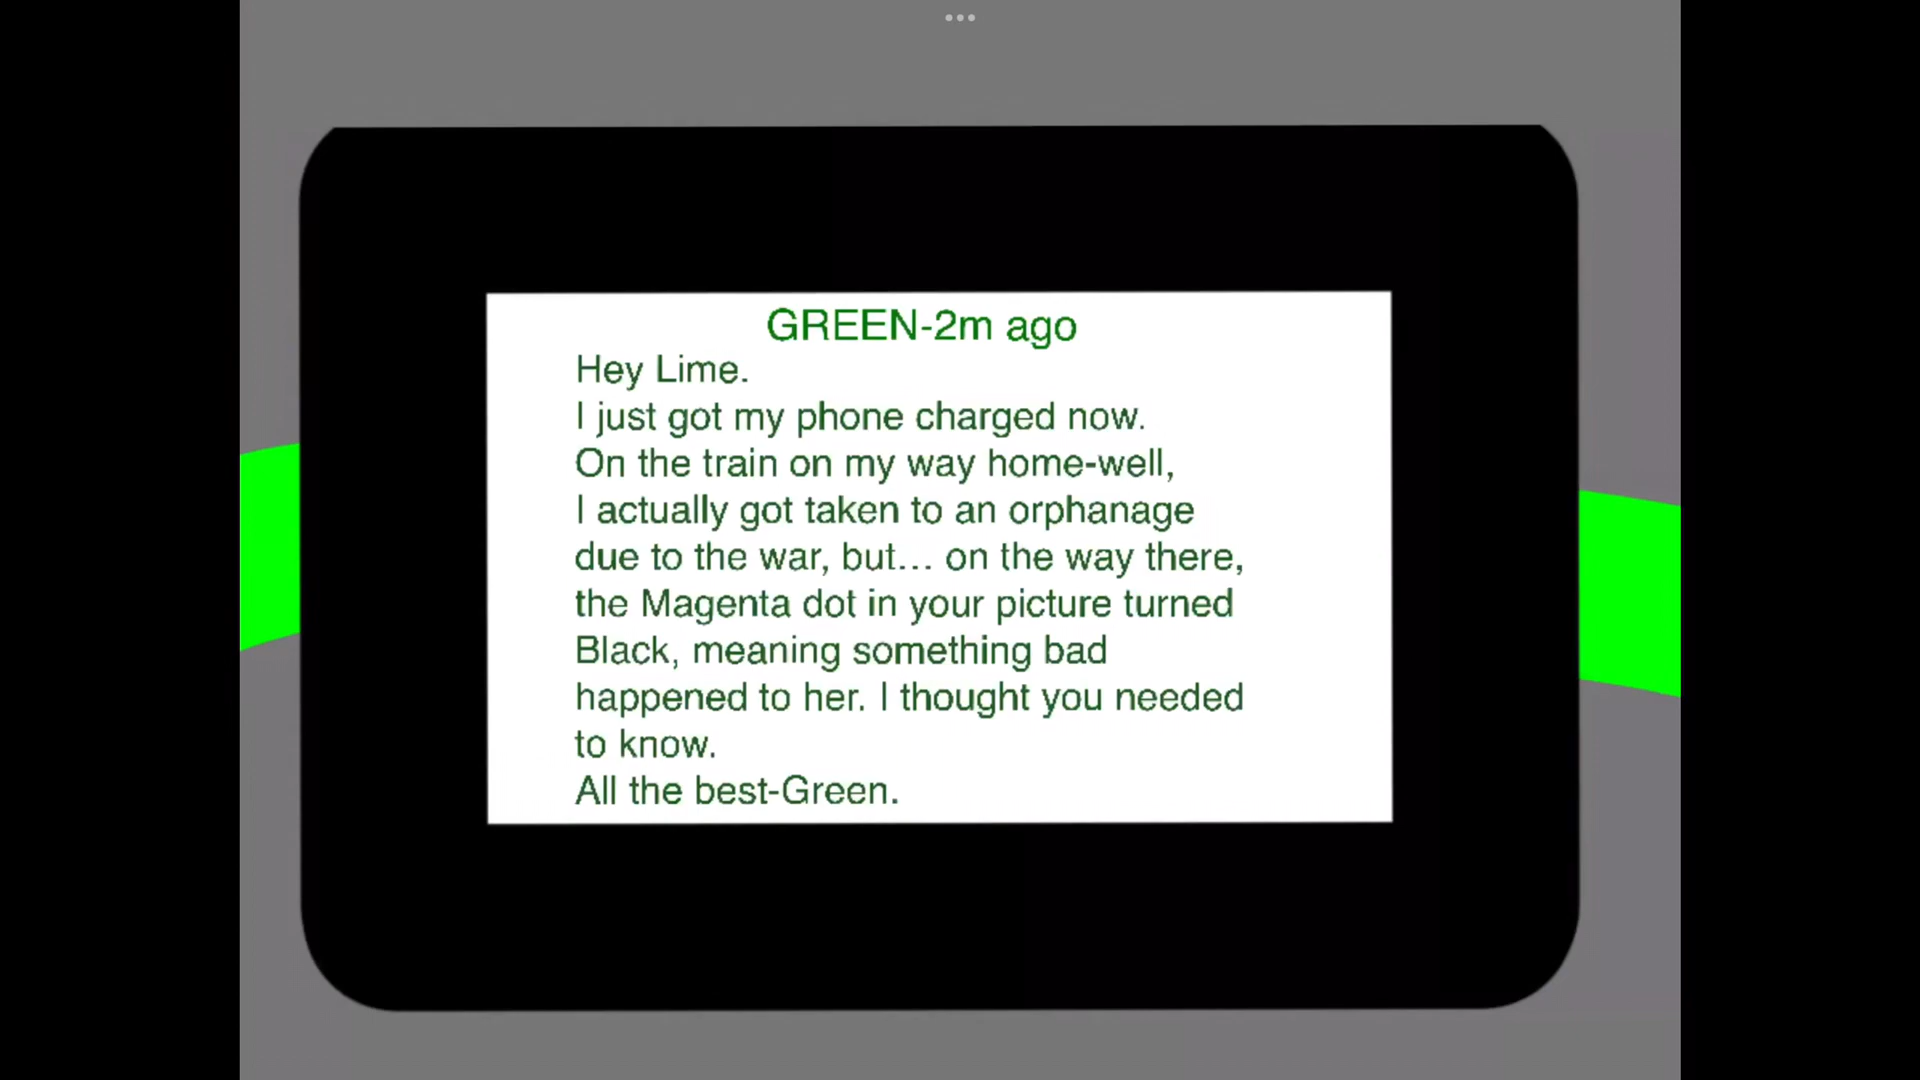 GREEN-2m ago
Hey Lime.
I just got my phone charged now.
On the train on my way home-well,
I actually got taken to an orphanage
due to the war, but... on the way there,
the Magenta dot in your picture turned
Black, meaning something bad
happened to her. I thought you needed
to know.
All the best-Green.